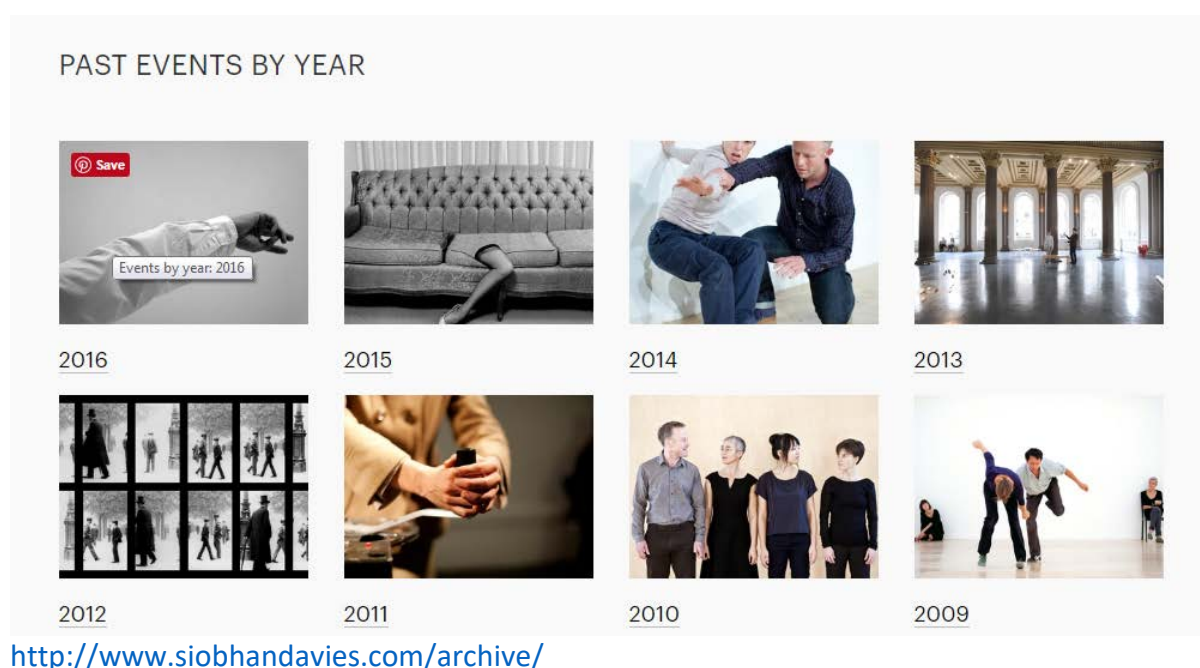 PAST EVENTS BY YEAR
Save
Events by year: 2016
2016
2015
2014
2013
2012
2011
2010
2009
http://www.siobhandavies.com/archive/